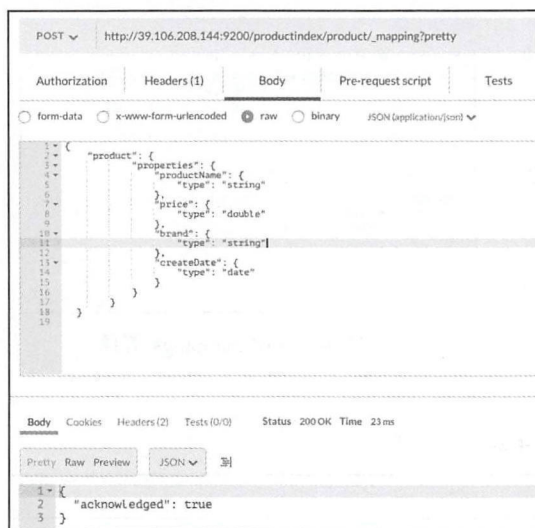 POST http://39.106.208.144:9200/productindex/product/_mapping?pretty
Authorization Headers (1) Body Pre-request script Tests
form-data x-www-form-urlencoded raw binary JSON (application/json)
1 {
2 "product": {
3 "properties": {
4 "productName": {
5 "type": "string"
6 },
7 "price": {
8 "type": "double"
9 },
10 "brand": {
11 "type": "string"
12 },
13 "createDate": {
14 "type": "date"
15 }
16 }
17 }
18 }
19
Body Cookies Headers (2) Tests (0/0) Status 200 OK Time 23 ms
Pretty Raw Preview JSON
1 {
2 "acknowledged": true
3 }